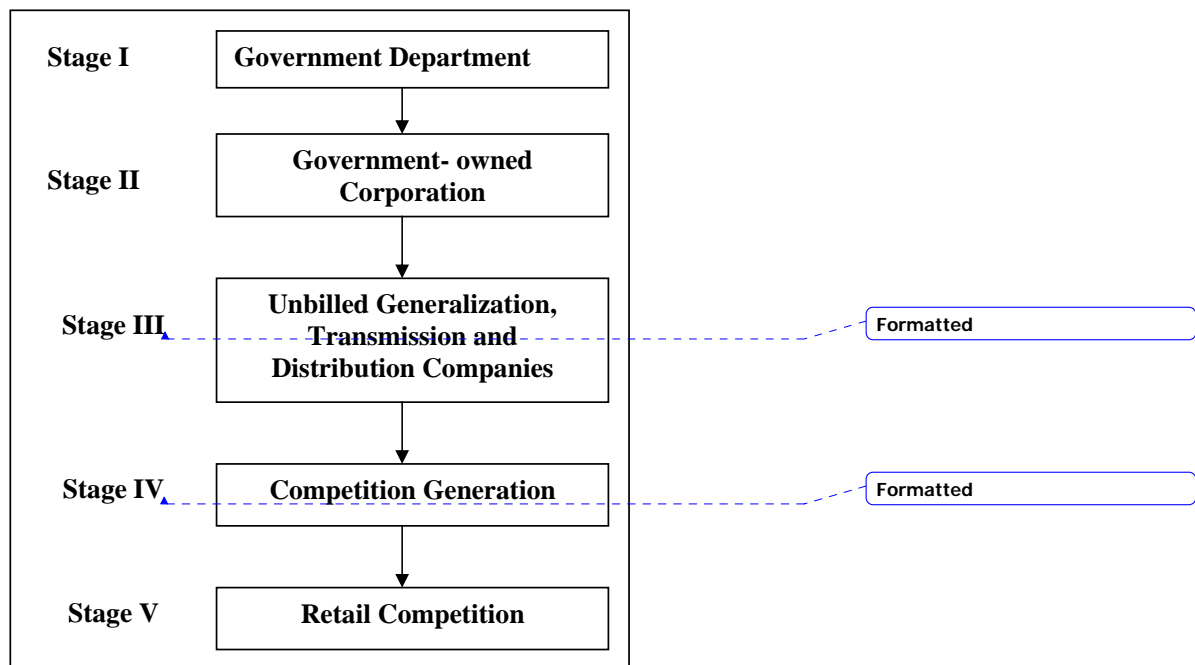 Stage I
Government Department
Stage II
Government- owned
Corporation
Stage III
Unbilled Generalization,
Transmission and
Distribution Companies
Formatted
Stage IV
Competition Generation
Formatted
Stage V
Retail Competition